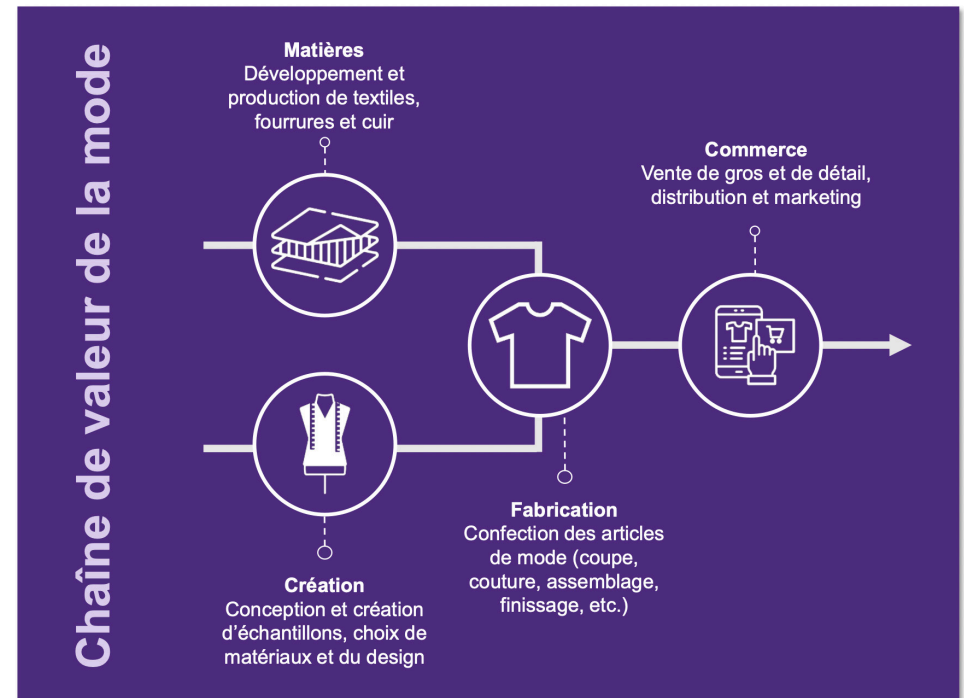 Chaîne de valeur de la mode
Matières
Développement et
production de textiles,
fourrures et cuir
Commerce
Vente de gros et de détail,
distribution et marketing
Fabrication
Confection des articles
de mode (coupe,
couture, assemblage,
finissage, etc.)
Création
Conception et création
d’échantillons, choix de
matériaux et du design